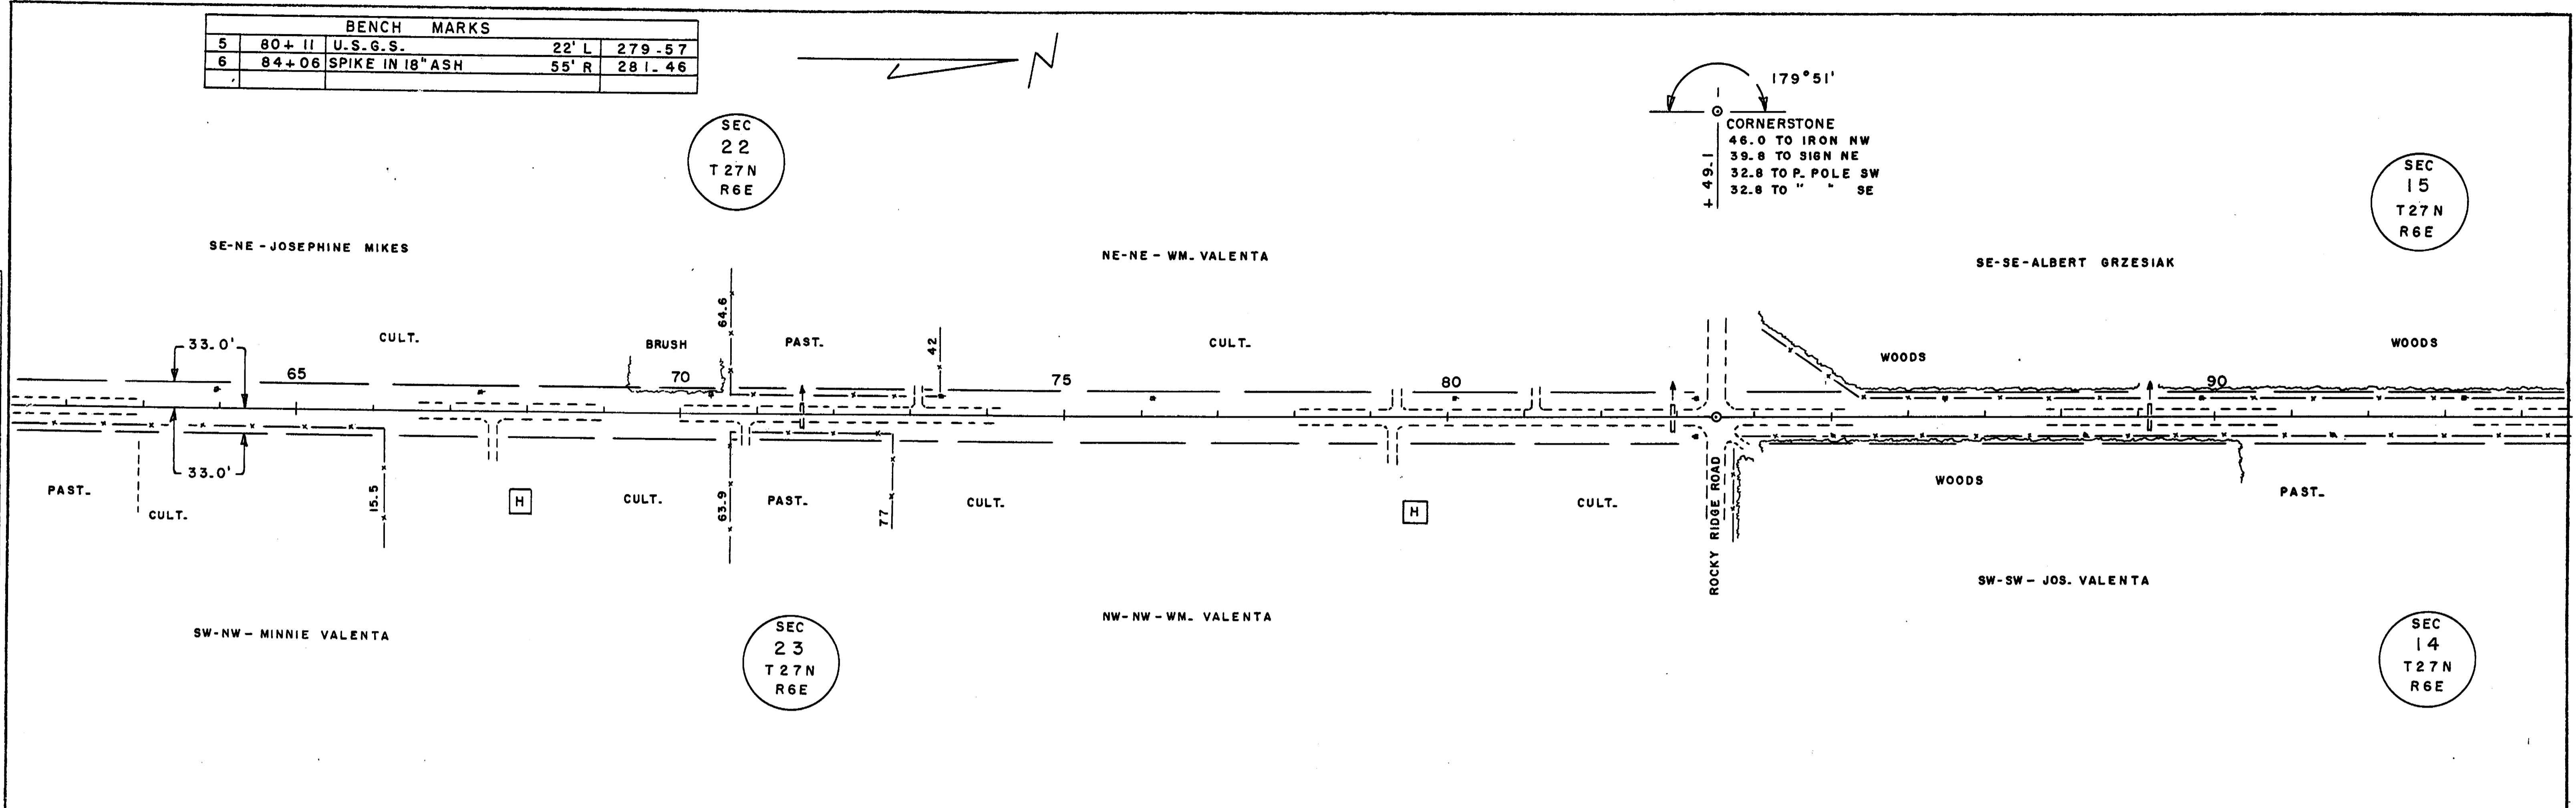 BENCH MARKS
5 80+11 U.S.G.S. 22' L 279.57
6 84+06 SPIKE IN 18" ASH 55' R 281.46
N
179°51'
CORNERSTONE
46.0 TO IRON NW
39.8 TO SIGN NE
32.8 TO P. POLE SW
32.8 TO " " SE
+49.1
SEC
22
T27N
R6E
SEC
15
T27N
R6E
SE-NE-JOSEPHINE MIKES
NE-NE-WM. VALENTA
SE-SE-ALBERT GRZESIAK
33.0'
CULT.
BRUSH
64.6
PAST.
42
CULT.
WOODS
WOODS
65
70
75
80
90
33.0'
PAST.
CULT.
15.5
H
CULT.
63.9
PAST.
77
CULT.
H
CULT.
ROCKY RIDGE ROAD
WOODS
PAST.
SW-NW-MINNIE VALENTA
NW-NW-WM. VALENTA
SW-SW-JOS. VALENTA
SEC
23
T27N
R6E
SEC
14
T27N
R6E